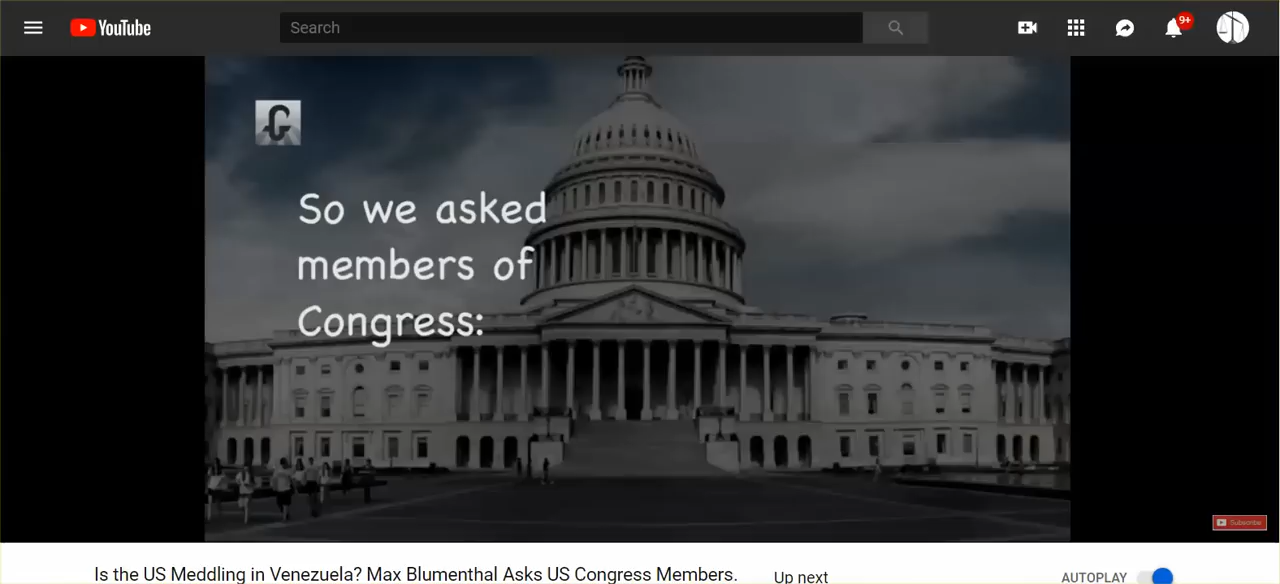 YouTube
Search
9+
G
So we asked
members of
Congress:
Subscribe
Is the US Meddling in Venezuela? Max Blumenthal Asks US Congress Members.
Up next
AUTOPLAY